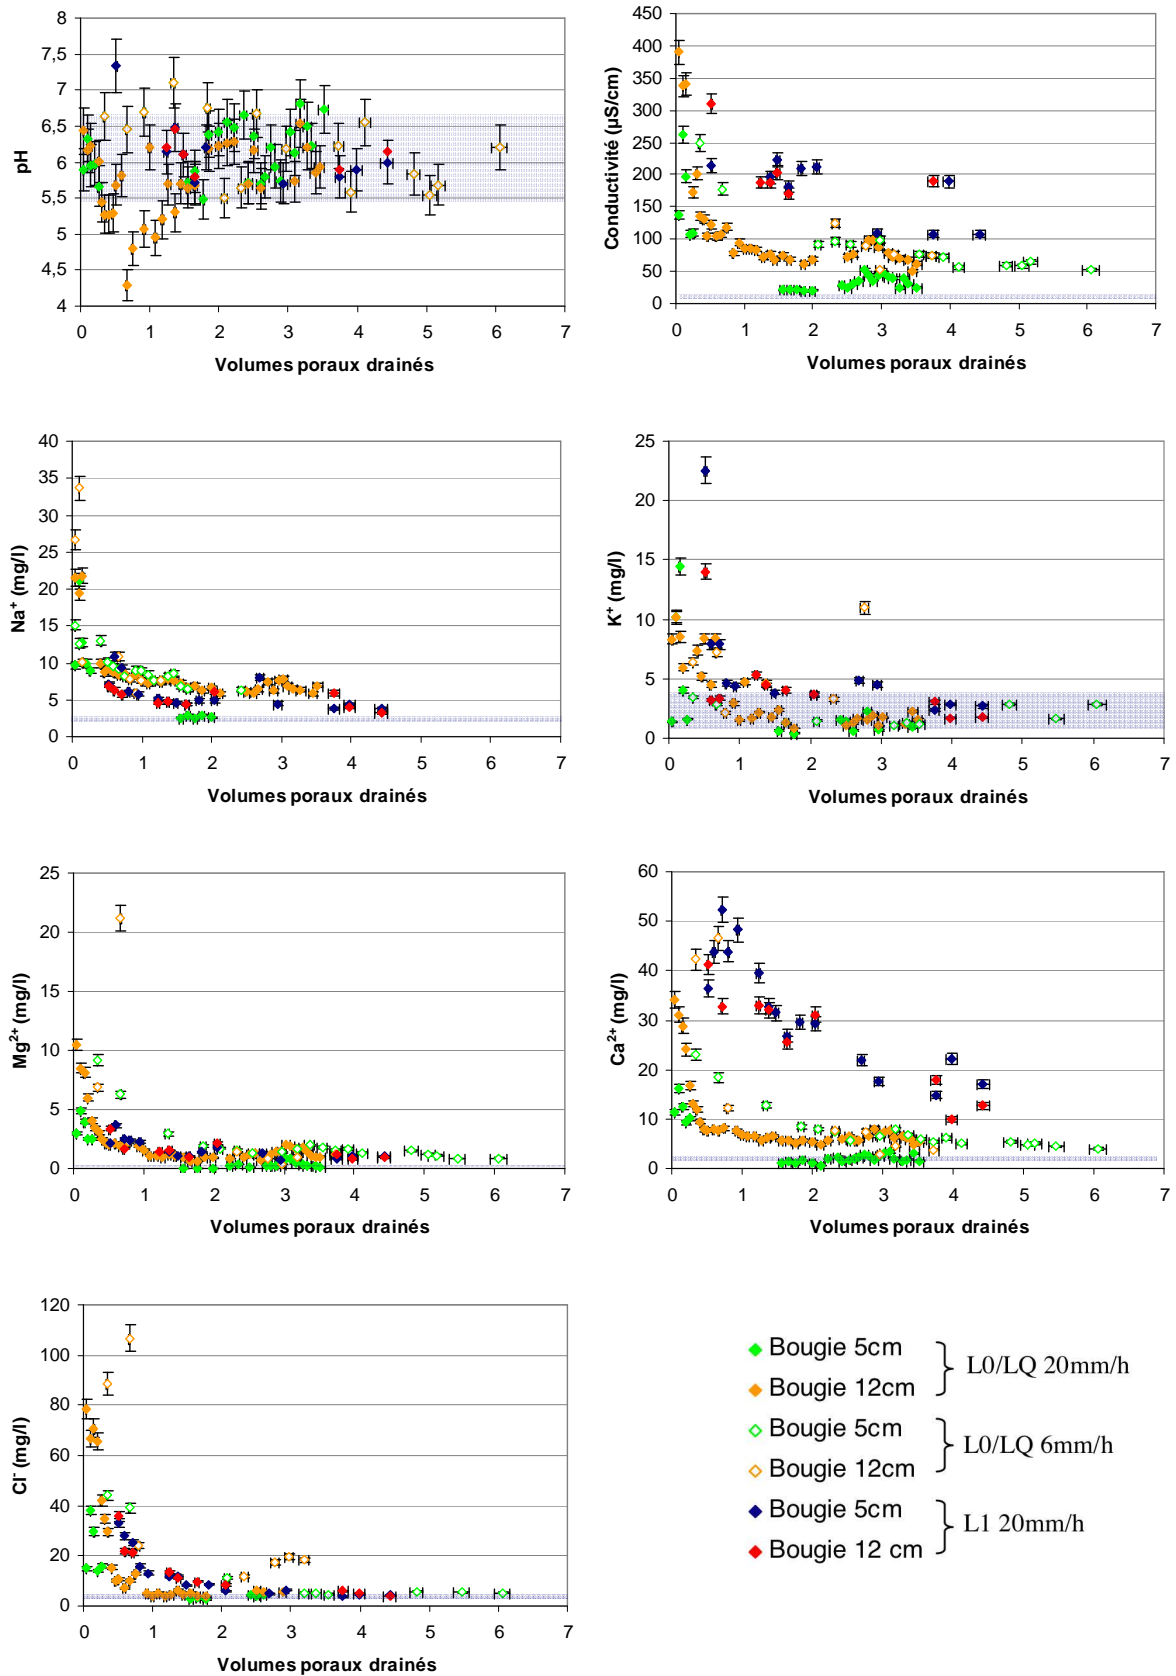 8
7,5
7
6,5
6
5,5
5
4,5
4
pH
0 1 2 3 4 5 6 7
Volumes poraux drainés
450
400
350
300
250
200
150
100
50
0
Conductivité (µS/cm)
0 1 2 3 4 5 6 7
Volumes poraux drainés
40
35
30
25
20
15
10
5
0
Na⁺ (mg/l)
0 1 2 3 4 5 6 7
Volumes poraux drainés
25
20
15
10
5
0
K⁺ (mg/l)
0 1 2 3 4 5 6 7
Volumes poraux drainés
25
20
15
10
5
0
Mg²⁺ (mg/l)
0 1 2 3 4 5 6 7
Volumes poraux drainés
60
50
40
30
20
10
0
Ca²⁺ (mg/l)
0 1 2 3 4 5 6 7
Volumes poraux drainés
120
100
80
60
40
20
0
Cl⁻ (mg/l)
0 1 2 3 4 5 6 7
Volumes poraux drainés
Bougie 5cm
Bougie 12cm
L0/LQ 20mm/h
Bougie 5cm
Bougie 12cm
L0/LQ 6mm/h
Bougie 5cm
Bougie 12 cm
L1 20mm/h